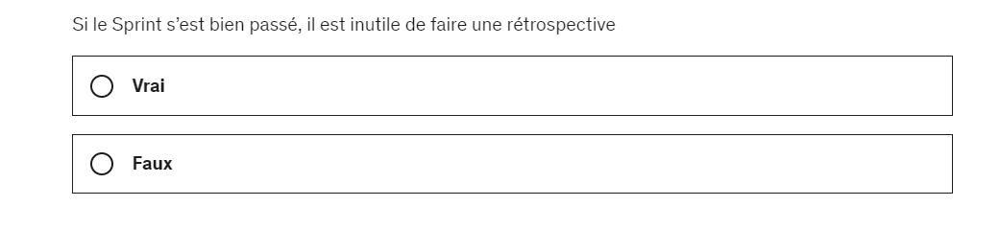 Si le Sprint s’est bien passé, il est inutile de faire une rétrospective
Vrai
Faux